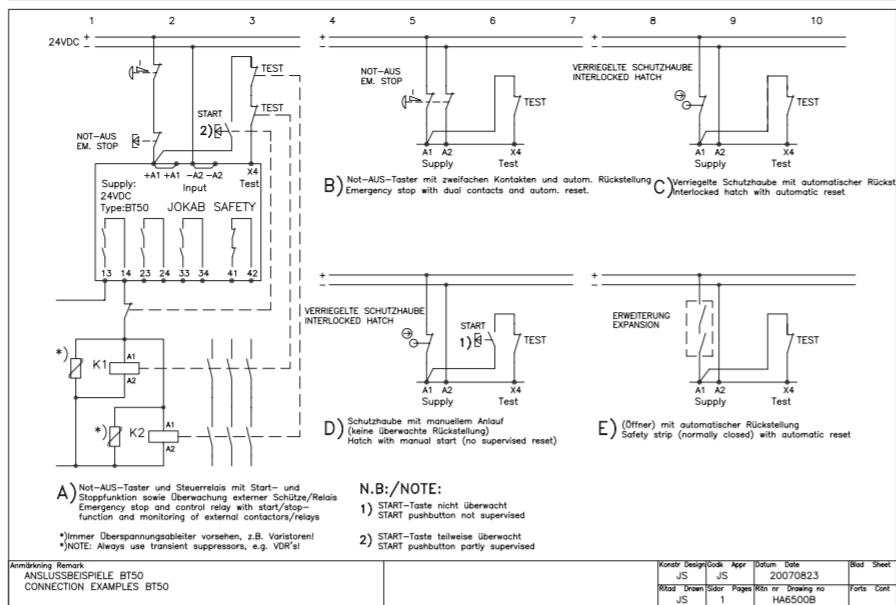 1 2 3 4 5 6 7 8 9 10
24VDC + -
+ -
+ -
TEST
TEST
START
2)
NOT-AUS
EM. STOP
+A1 +A1 -A2 -A2 X4
Supply: Input Test
24VDC
Type:BT50 JOKAB SAFETY
13 14 23 24 33 34 41 42
*) K1 A1
A2
*) K2 A1
A2
A) Not-AUS-Taster und Steuerrelais mit Start- und
Stoppfunktion sowie Überwachung externer Schütze/Relais
Emergency stop and control relay with start/stop-
function and monitoring of external contactors/relays
*)Immer Überspannungsableiter vorsehen, z.B. Varistoren!
*)NOTE: Always use transient suppressors, e.g. VDR's!
NOT-AUS
EM. STOP
TEST
A1 A2 X4
Supply Test
B) Not-AUS-Taster mit zweifachen Kontakten und autom. Rückstellung
Emergency stop with dual contacts and autom. reset.
VERRIEGELTE SCHUTZHAUBE
INTERLOCKED HATCH
TEST
A1 A2 X4
Supply Test
C) Verriegelte Schutzhaube mit automatischer Rückst
Interlocked hatch with automatic reset
+ -
VERRIEGELTE SCHUTZHAUBE
INTERLOCKED HATCH
START
1)
TEST
A1 A2 X4
Supply Test
D) Schutzhaube mit manuellem Anlauf
(keine überwachte Rückstellung)
Hatch with manual start (no supervised reset)
+ -
ERWEITERUNG
EXPANSION
TEST
A1 A2 X4
Supply Test
E) (Öffner) mit automatischer Rückstellung
Safety strip (normally closed) with automatic reset
N.B:/NOTE:
1) START-Taste nicht überwacht
START pushbutton not supervised
2) START-Taste teilweise überwacht
START pushbutton partly supervised
Anmärkning Remark
ANSLUSSBEISPIELE BT50
CONNECTION EXAMPLES BT50
Konstr Design Godk Appr Datum Date Blad Sheet
JS JS 20070823
Ritad Drawn Sidor Pages Ritn nr Drawing no Forts Cont
JS 1 HA6500B